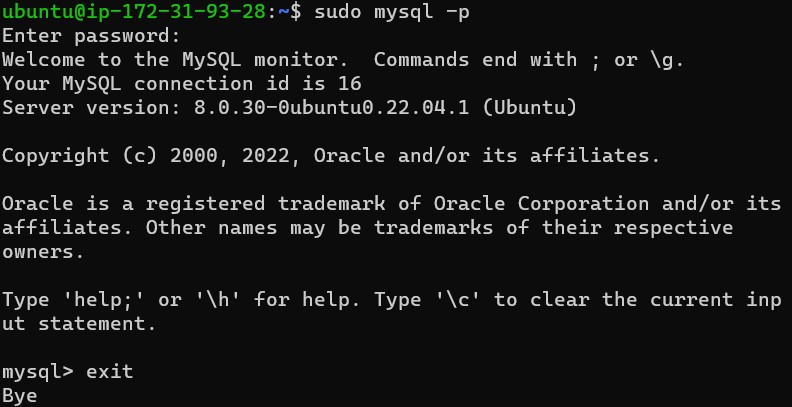 ubuntu@ip-172-31-93-28:~$ sudo mysql -p
Enter password:
Welcome to the MySQL monitor.  Commands end with ; or \g.
Your MySQL connection id is 16
Server version: 8.0.30-0ubuntu0.22.04.1 (Ubuntu)

Copyright (c) 2000, 2022, Oracle and/or its affiliates.

Oracle is a registered trademark of Oracle Corporation and/or its
affiliates. Other names may be trademarks of their respective
owners.

Type 'help;' or '\h' for help. Type '\c' to clear the current inp
ut statement.

mysql> exit
Bye